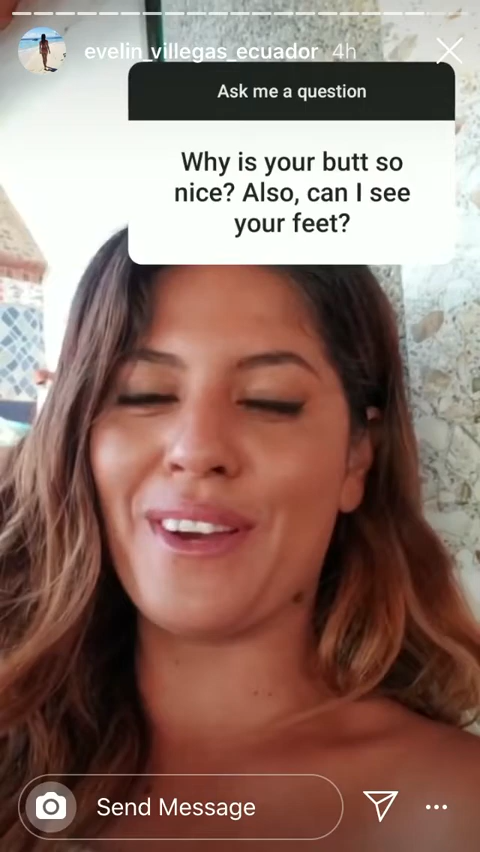 evelin_villegas_ecuador 4h
Ask me a question
Why is your butt so
nice? Also, can I see
your feet?
Send Message